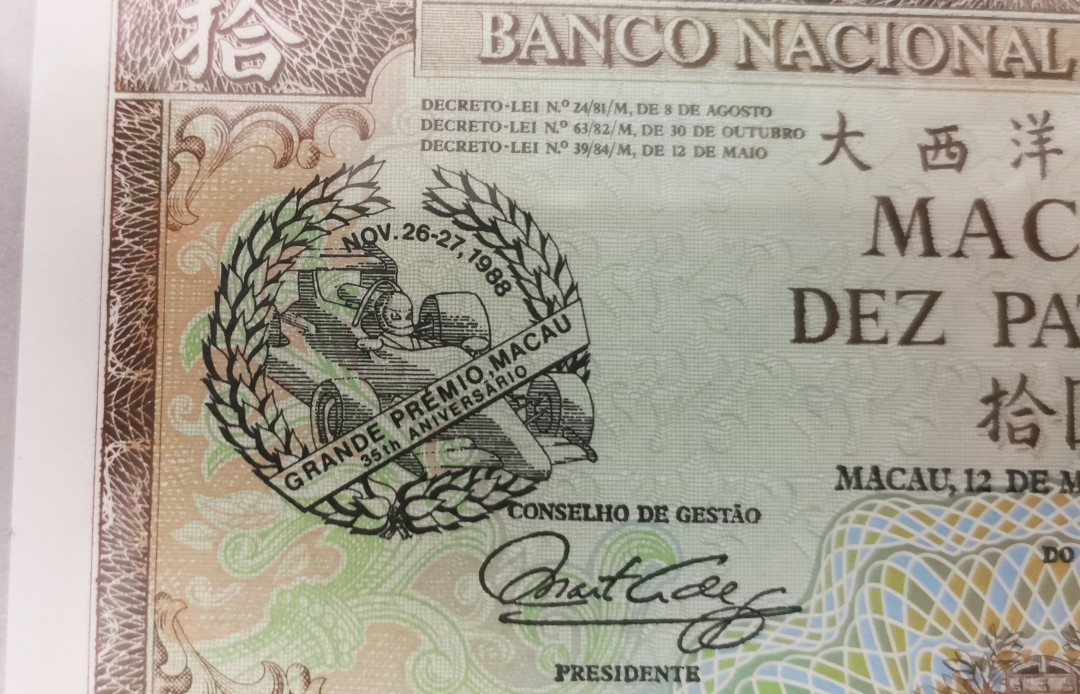 拾
BANCO NACIONAL
DECRETO-LEI N.º 24/81/M, DE 8 DE AGOSTO
DECRETO-LEI N.º 63/82/M, DE 30 DE OUTUBRO
DECRETO-LEI N.º 39/84/M, DE 12 DE MAIO
大西洋
MAC
DEZ PA
拾
NOV. 26-27, 1988
GRANDE PRÉMIO, MACAU
35th ANIVERSÁRIO
MACAU, 12 DE M
CONSELHO DE GESTÃO
DO
PRESIDENTE